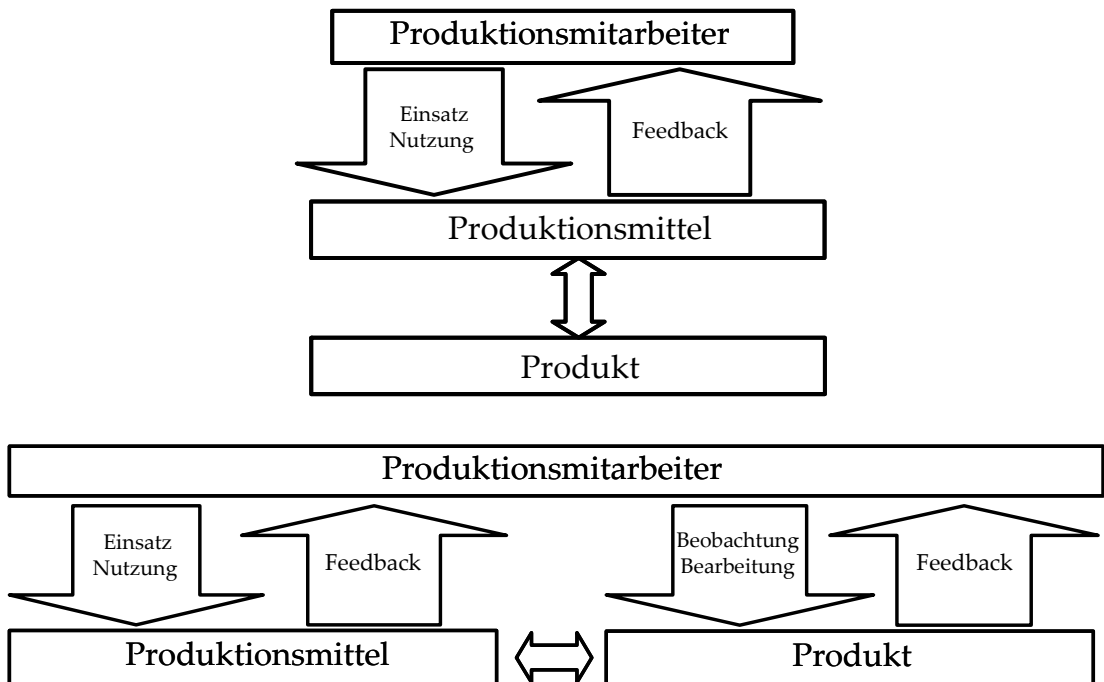 Produktionsmitarbeiter
Einsatz
Nutzung
Feedback
Produktionsmittel
Produkt
Produktionsmitarbeiter
Einsatz
Nutzung
Feedback
Beobachtung
Bearbeitung
Feedback
Produktionsmittel
Produkt